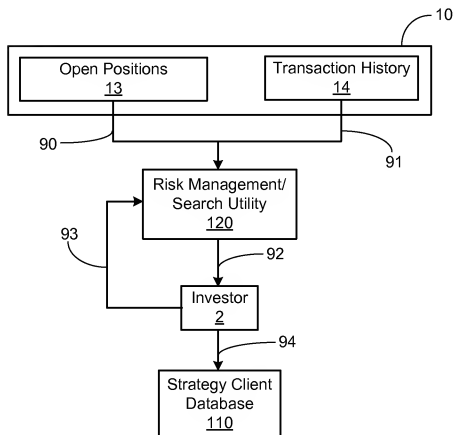 10
Open Positions
13
Transaction History
14
90
91
Risk Management/
Search Utility
120
93
92
Investor
2
94
Strategy Client
Database
110